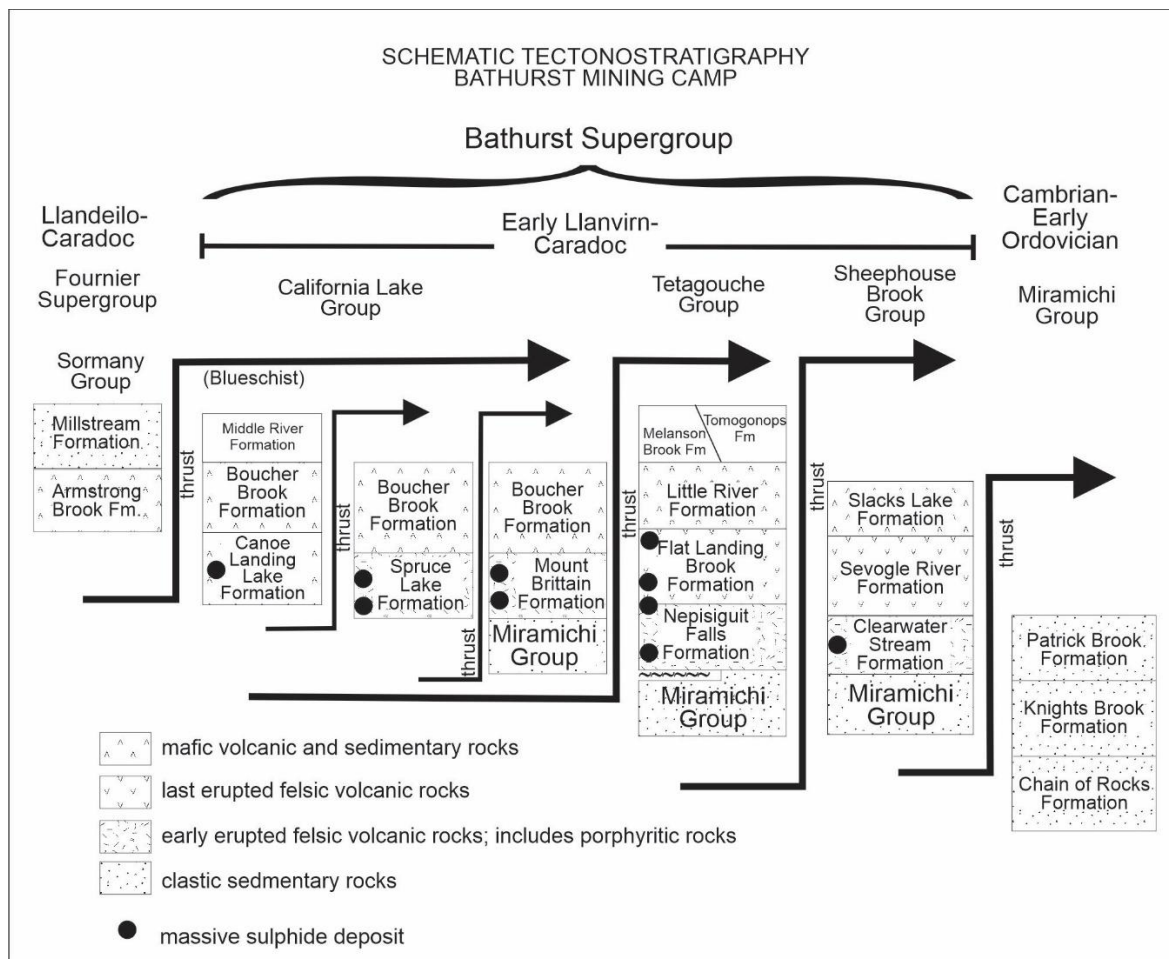 SCHEMATIC TECTONOSTRATIGRAPHY
BATHURST MINING CAMP
Bathurst Supergroup
Llandeilo-
Caradoc
Early Llanvirn-
Caradoc
Cambrian-
Early
Ordovician
Fournier
Supergroup
California Lake
Group
Tetagouche
Group
Sheephouse
Brook
Group
Miramichi
Group
Sormany
Group
(Blueschist)
Millstream
Formation
Armstrong
Brook Fm.
thrust
Middle River
Formation
Boucher
Brook
Formation
Canoe
Landing
Lake
Formation
thrust
Boucher
Brook
Formation
Spruce
Lake
Formation
thrust
Boucher
Brook
Formation
Mount
Brittain
Formation
Miramichi
Group
thrust
Melanson
Brook Fm
Tomogonops
Fm
Little River
Formation
Flat Landing
Brook
Formation
Nepisiguit
Falls
Formation
Miramichi
Group
thrust
Slacks Lake
Formation
Sevogle River
Formation
Clearwater
Stream
Formation
Miramichi
Group
thrust
Patrick Brook
Formation
Knights Brook
Formation
Chain of Rocks
Formation
mafic volcanic and sedimentary rocks
last erupted felsic volcanic rocks
early erupted felsic volcanic rocks; includes porphyritic rocks
clastic sedimentary rocks
massive sulphide deposit